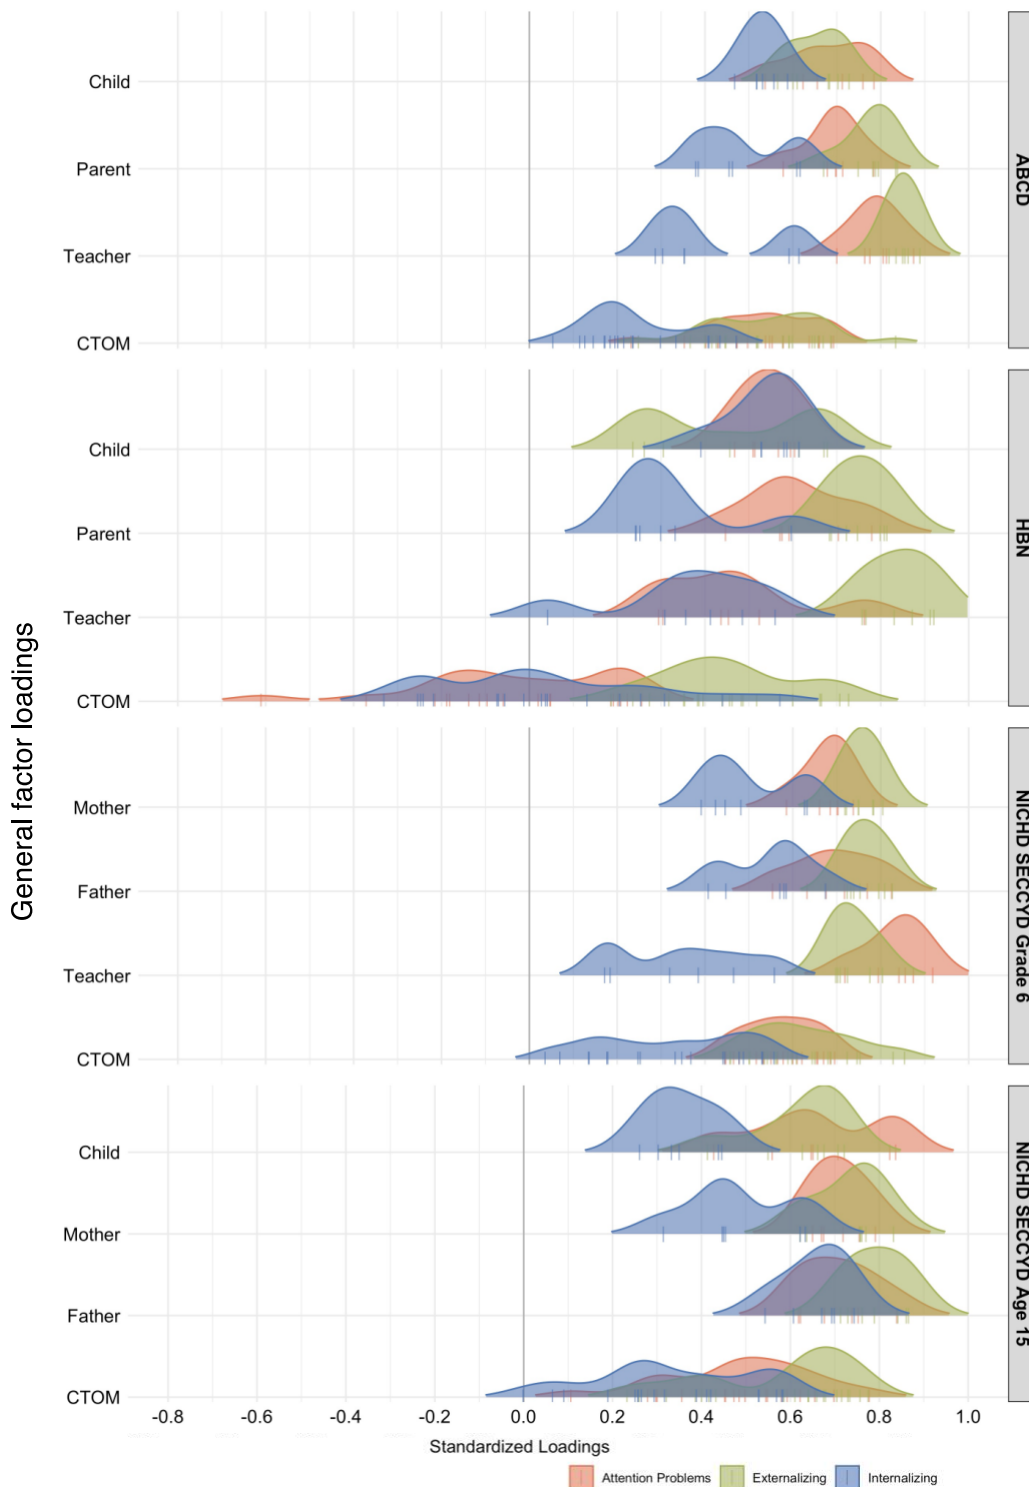 General factor loadings
Child
Parent
Teacher
CTOM
ABCD
Child
Parent
Teacher
CTOM
HBN
Mother
Father
Teacher
CTOM
NICHD SECCYD Grade 6
Child
Mother
Father
CTOM
NICHD SECCYD Age 15
-0.8 -0.6 -0.4 -0.2 0.0 0.2 0.4 0.6 0.8 1.0
Standardized Loadings
Attention Problems Externalizing Internalizing